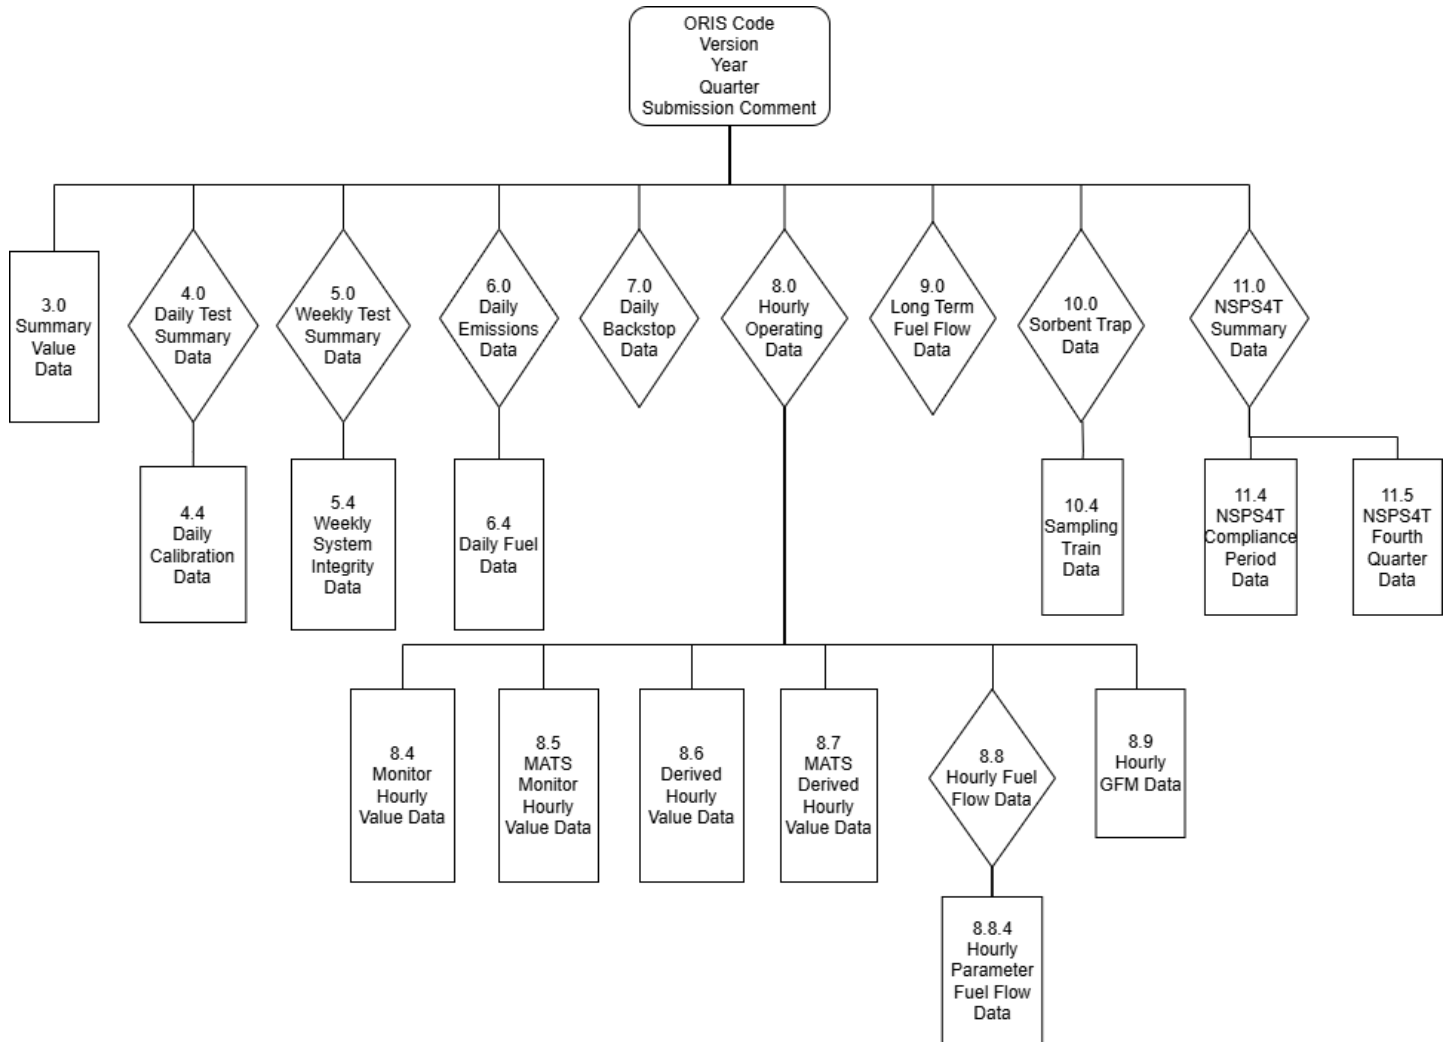 ORIS Code
Version
Year
Quarter
Submission Comment
3.0
Summary
Value
Data
4.0
Daily Test
Summary
Data
5.0
Weekly Test
Summary
Data
6.0
Daily
Emissions
Data
7.0
Daily
Backstop
Data
8.0
Hourly
Operating
Data
9.0
Long Term
Fuel Flow
Data
10.0
Sorbent Trap
Data
11.0
NSPS4T
Summary
Data
4.4
Daily
Calibration
Data
5.4
Weekly
System
Integrity
Data
6.4
Daily Fuel
Data
10.4
Sampling
Train
Data
11.4
NSPS4T
Compliance
Period
Data
11.5
NSPS4T
Fourth
Quarter
Data
8.4
Monitor
Hourly
Value Data
8.5
MATS
Monitor
Hourly
Value Data
8.6
Derived
Hourly
Value Data
8.7
MATS
Derived
Hourly
Value Data
8.8
Hourly Fuel
Flow Data
8.9
Hourly
GFM Data
8.8.4
Hourly
Parameter
Fuel Flow
Data